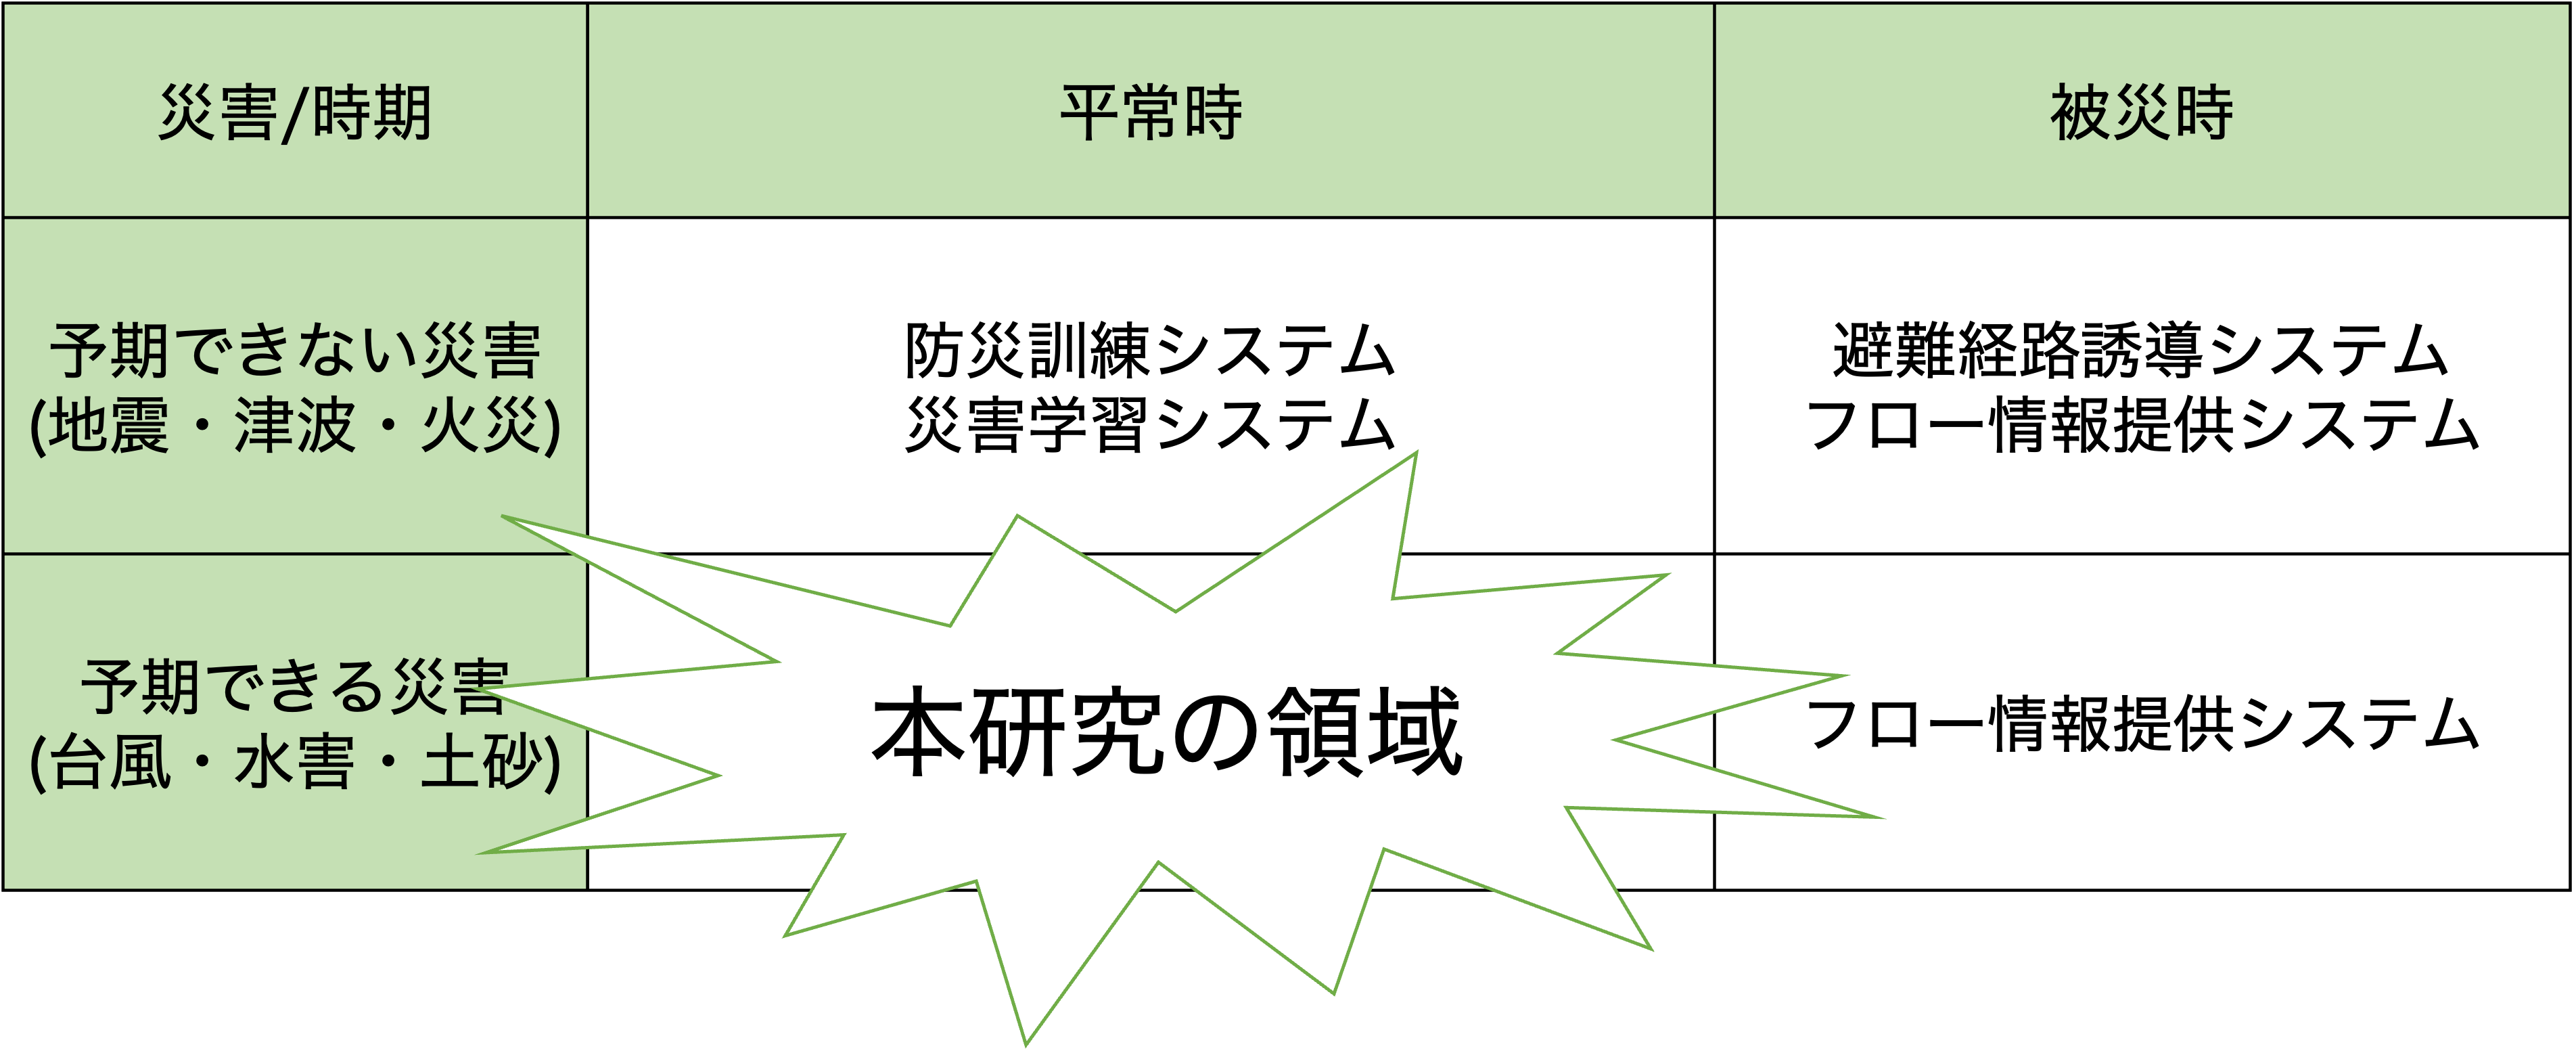 災害/時期
平常時
被災時
予期できない災害
(地震・津波・火災)
防災訓練システム
災害学習システム
避難経路誘導システム
フロー情報提供システム
予期できる災害
(台風・水害・土砂)
本研究の領域
フロー情報提供システム